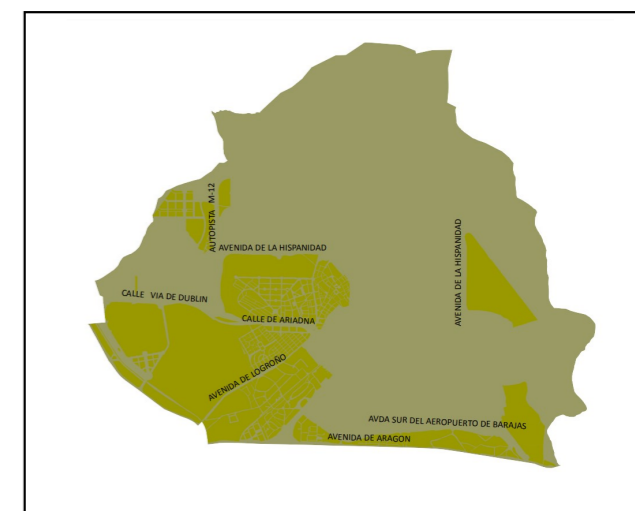 AUTOPISTA M-12
AVENIDA DE LA HISPANIDAD
AVENIDA DE LA HISPANIDAD
CALLE VIA DE DUBLIN
CALLE DE ARIADNA
AVENIDA DE LOGROÑO
AVDA SUR DEL AEROPUERTO DE BARAJAS
AVENIDA DE ARAGON